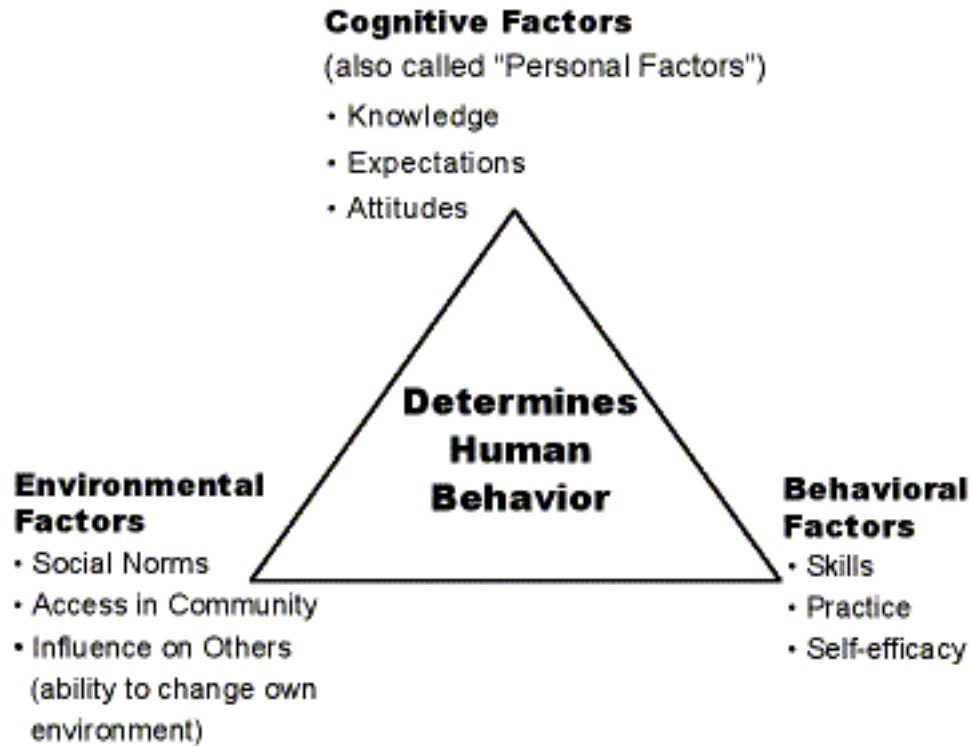 Cognitive Factors
(also called "Personal Factors")
• Knowledge
• Expectations
• Attitudes
Determines
Human
Behavior
Environmental
Factors
• Social Norms
• Access in Community
• Influence on Others
(ability to change own
environment)
Behavioral
Factors
• Skills
• Practice
• Self-efficacy